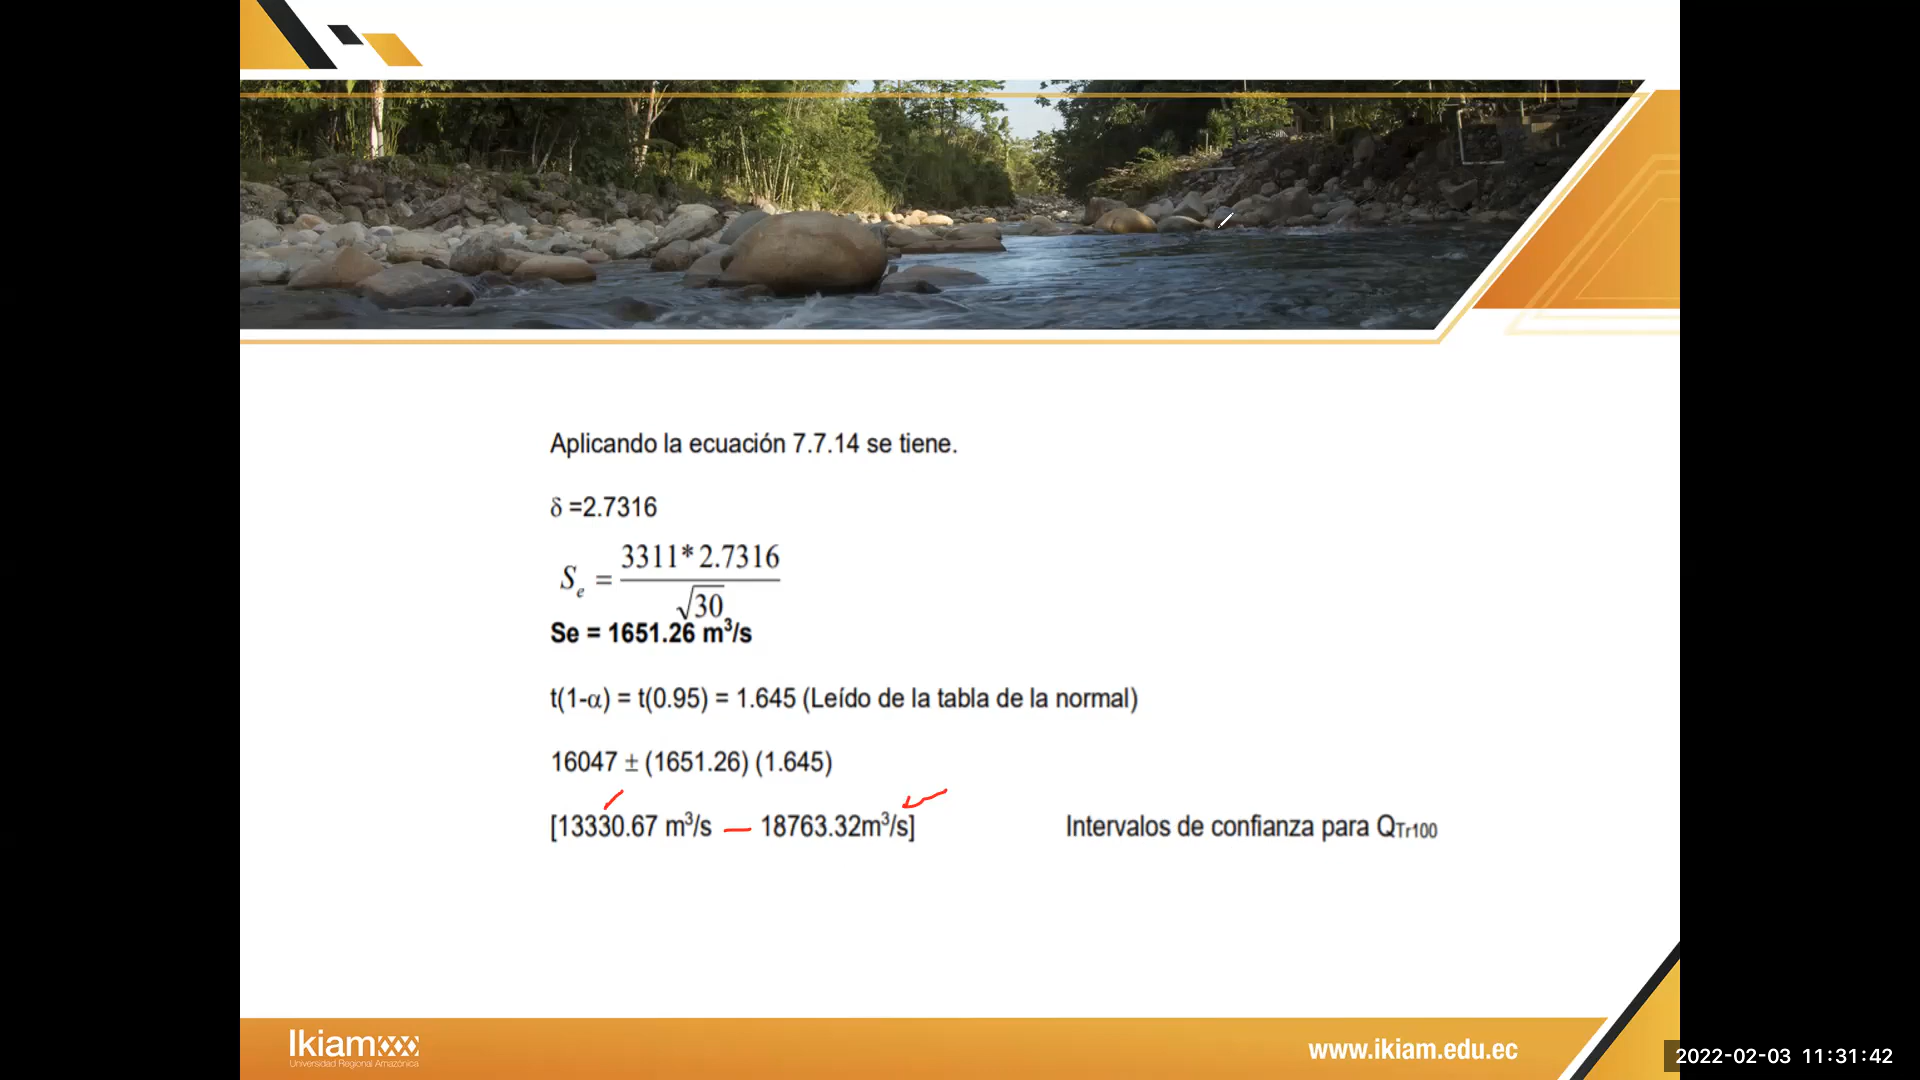 Aplicando la ecuación 7.7.14 se tiene.
δ =2.7316
Sₑ = 3311*2.7316 / √30
Se = 1651.26 m³/s
t(1-α) = t(0.95) = 1.645 (Leído de la tabla de la normal)
16047 ± (1651.26) (1.645)
[13330.67 m³/s — 18763.32m³/s] Intervalos de confianza para QTr100
Ikiam
Universidad Regional Amazónica
www.ikiam.edu.ec
2022-02-03 11:31:42